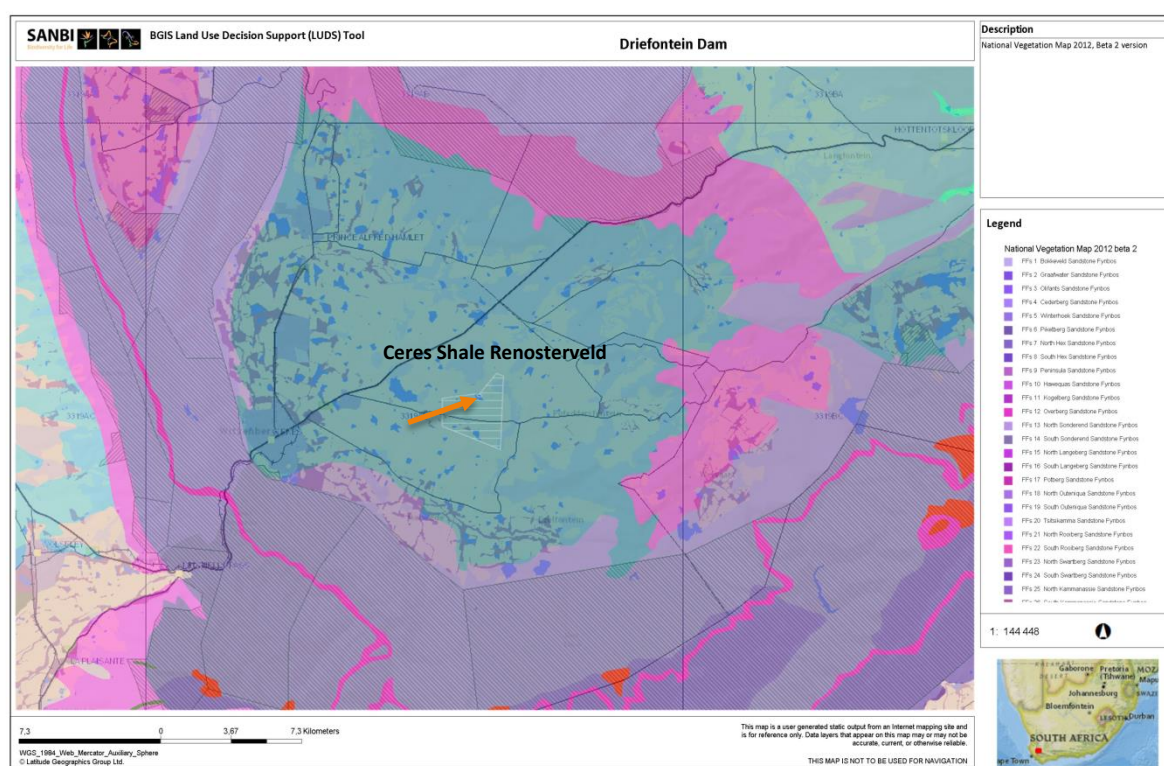 SANBI
Biodiversity for Life
BGIS Land Use Decision Support (LUDS) Tool
Driefontein Dam
Description
National Vegetation Map 2012, Beta 2 version
3319BA
HOTTENTOTSKLOOF
PRINCE ALFRED HAMLET
Ceres Shale Renosterveld
3319AC
Legend
National Vegetation Map 2012 beta 2
FFs 1 Bokkeveld Sandstone Fynbos
FFs 2 Graafwater Sandstone Fynbos
FFs 3 Olifants Sandstone Fynbos
FFs 4 Cederberg Sandstone Fynbos
FFs 5 Winterhoek Sandstone Fynbos
FFs 6 Piketberg Sandstone Fynbos
FFs 7 North Hex Sandstone Fynbos
FFs 8 South Hex Sandstone Fynbos
FFs 9 Peninsula Sandstone Fynbos
FFs 10 Hawequas Sandstone Fynbos
FFs 11 Kogelberg Sandstone Fynbos
FFs 12 Overberg Sandstone Fynbos
FFs 13 North Sonderend Sandstone Fynbos
FFs 14 South Sonderend Sandstone Fynbos
FFs 15 North Langeberg Sandstone Fynbos
FFs 16 South Langeberg Sandstone Fynbos
FFs 17 Potberg Sandstone Fynbos
FFs 18 North Outeniqua Sandstone Fynbos
FFs 19 South Outeniqua Sandstone Fynbos
FFs 20 Tsitsikamma Sandstone Fynbos
FFs 21 North Rooiberg Sandstone Fynbos
FFs 22 South Rooiberg Sandstone Fynbos
FFs 23 North Swartberg Sandstone Fynbos
FFs 24 South Swartberg Sandstone Fynbos
FFs 25 North Kammanassie Sandstone Fynbos
1: 144 448
Gaborone
Pretoria
(Tshwane)
Johannesburg
Bloemfontein
LESOTHO
Durban
SOUTH AFRICA
7,3
0
3,67
7,3 Kilometers
WGS_1984_Web_Mercator_Auxiliary_Sphere
© Latitude Geographics Group Ltd.
This map is a user generated static output from an Internet mapping site and
is for reference only. Data layers that appear on this map may or may not be
accurate, current, or otherwise reliable.
THIS MAP IS NOT TO BE USED FOR NAVIGATION